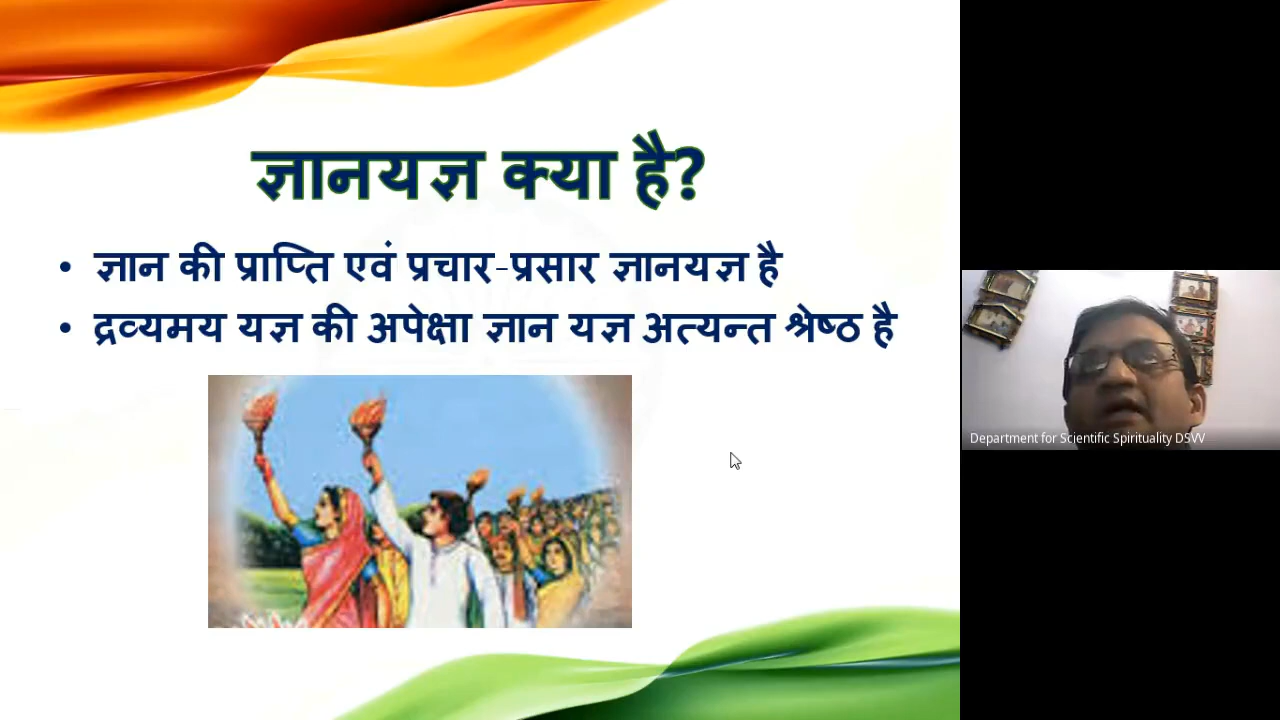 ज्ञानयज्ञ क्या है?
• ज्ञान की प्राप्ति एवं प्रचार-प्रसार ज्ञानयज्ञ है
• द्रव्यमय यज्ञ की अपेक्षा ज्ञान यज्ञ अत्यन्त श्रेष्ठ है
Department for Scientific Spirituality DSVV